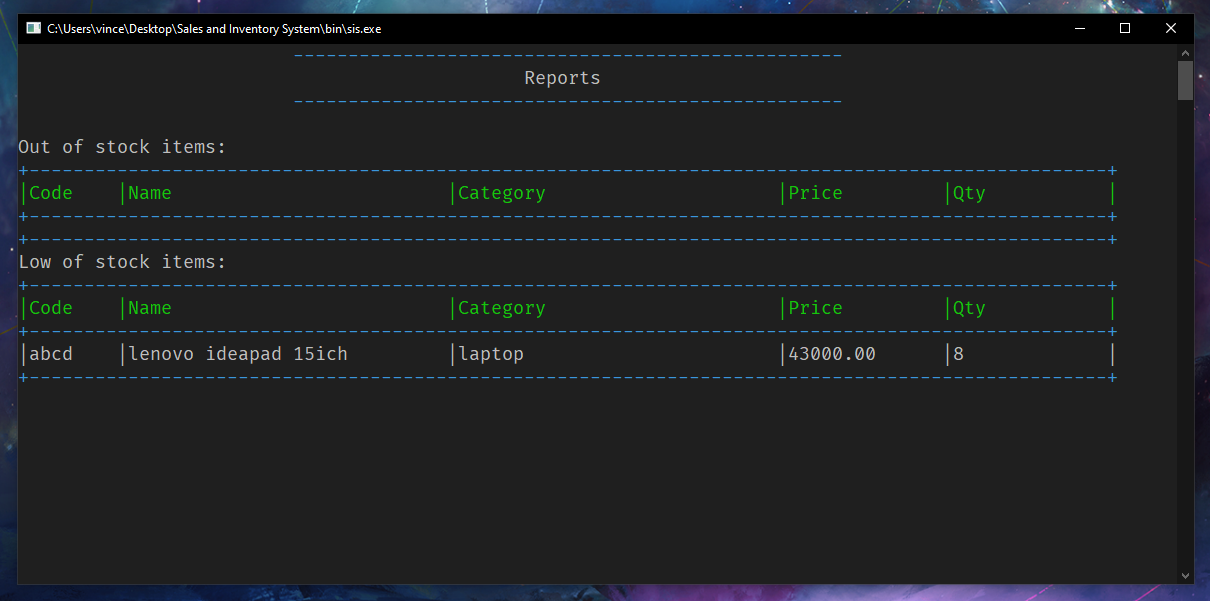 C:\Users\vince\Desktop\Sales and Inventory System\bin\sis.exe
--------------------------------------------------
Reports
--------------------------------------------------
Out of stock items:
+--------------------------------------------------------------------------------------------------+
|Code    |Name                         |Category                     |Price         |Qty           |
+--------------------------------------------------------------------------------------------------+
+--------------------------------------------------------------------------------------------------+
Low of stock items:
+--------------------------------------------------------------------------------------------------+
|Code    |Name                         |Category                     |Price         |Qty           |
+--------------------------------------------------------------------------------------------------+
|abcd    |lenovo ideapad 15ich         |laptop                       |43000.00      |8             |
+--------------------------------------------------------------------------------------------------+